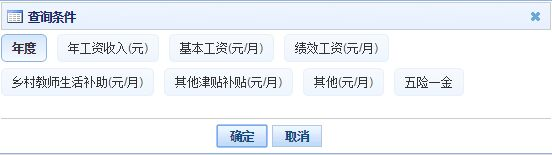 查询条件
年度 年工资收入(元) 基本工资(元/月) 绩效工资(元/月)
乡村教师生活补助(元/月) 其他津贴补贴(元/月) 其他(元/月) 五险一金
确定 取消